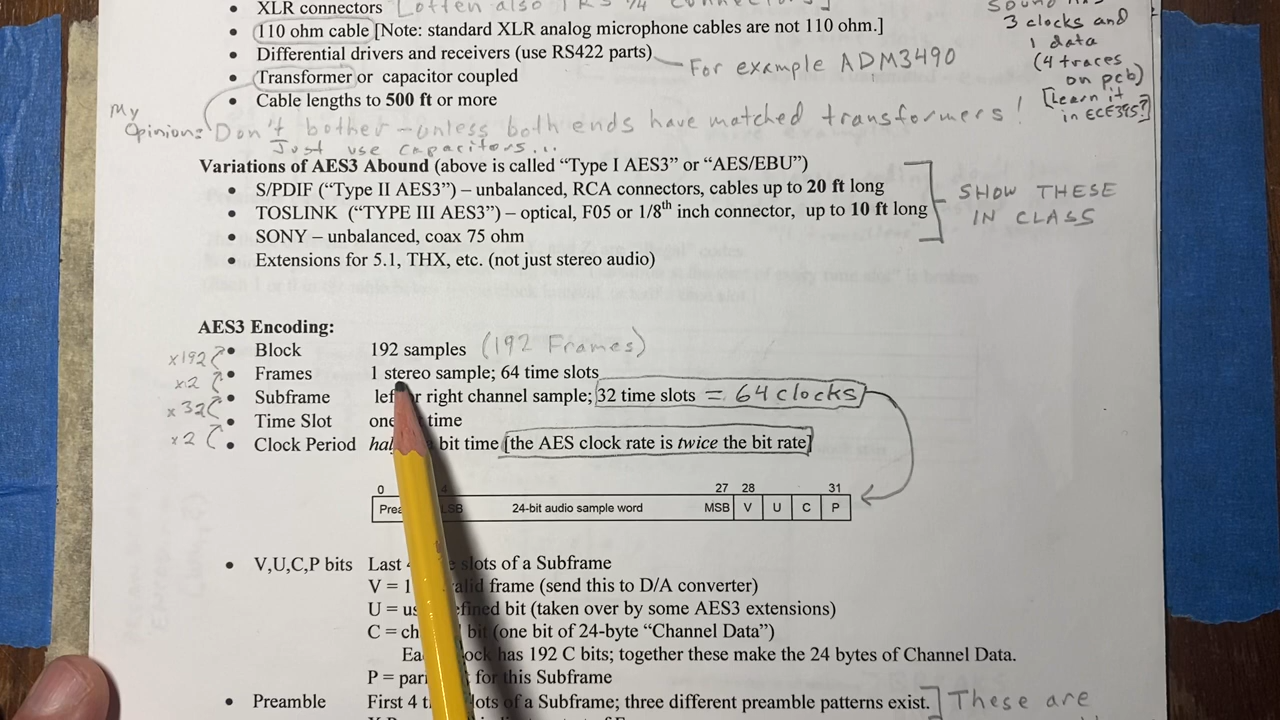 XLR connectors [often also TRS 1/4" connectors]
110 ohm cable [Note: standard XLR analog microphone cables are not 110 ohm.]
3 clocks and
1 data
(4 traces
on pcb)
[Learn it
in ECE395?]
Differential drivers and receivers (use RS422 parts)
For example ADM3490
Transformer or capacitor coupled
Cable lengths to 500 ft or more
My
Opinion: Don't bother - unless both ends have matched transformers!
Just use capacitors...
Variations of AES3 Abound (above is called “Type I AES3” or “AES/EBU”)
S/PDIF (“Type II AES3”) – unbalanced, RCA connectors, cables up to 20 ft long
TOSLINK (“TYPE III AES3”) – optical, F05 or 1/8th inch connector, up to 10 ft long
SONY – unbalanced, coax 75 ohm
Extensions for 5.1, THX, etc. (not just stereo audio)
SHOW THESE
IN CLASS
AES3 Encoding:
Block 192 samples (192 Frames)
x192
Frames 1 stereo sample; 64 time slots
x2
Subframe left or right channel sample; 32 time slots = 64 clocks
x32
Time Slot one time
x2
Clock Period half bit time [the AES clock rate is twice the bit rate]
0 27 28 31
LSB 24-bit audio sample word MSB V U C P
V,U,C,P bits Last slots of a Subframe
V = 1 frame (send this to D/A converter)
U = bit (taken over by some AES3 extensions)
C = bit (one bit of 24-byte “Channel Data”)
has 192 C bits; together these make the 24 bytes of Channel Data.
P = for this Subframe
Preamble First 4 of a Subframe; three different preamble patterns exist. These are